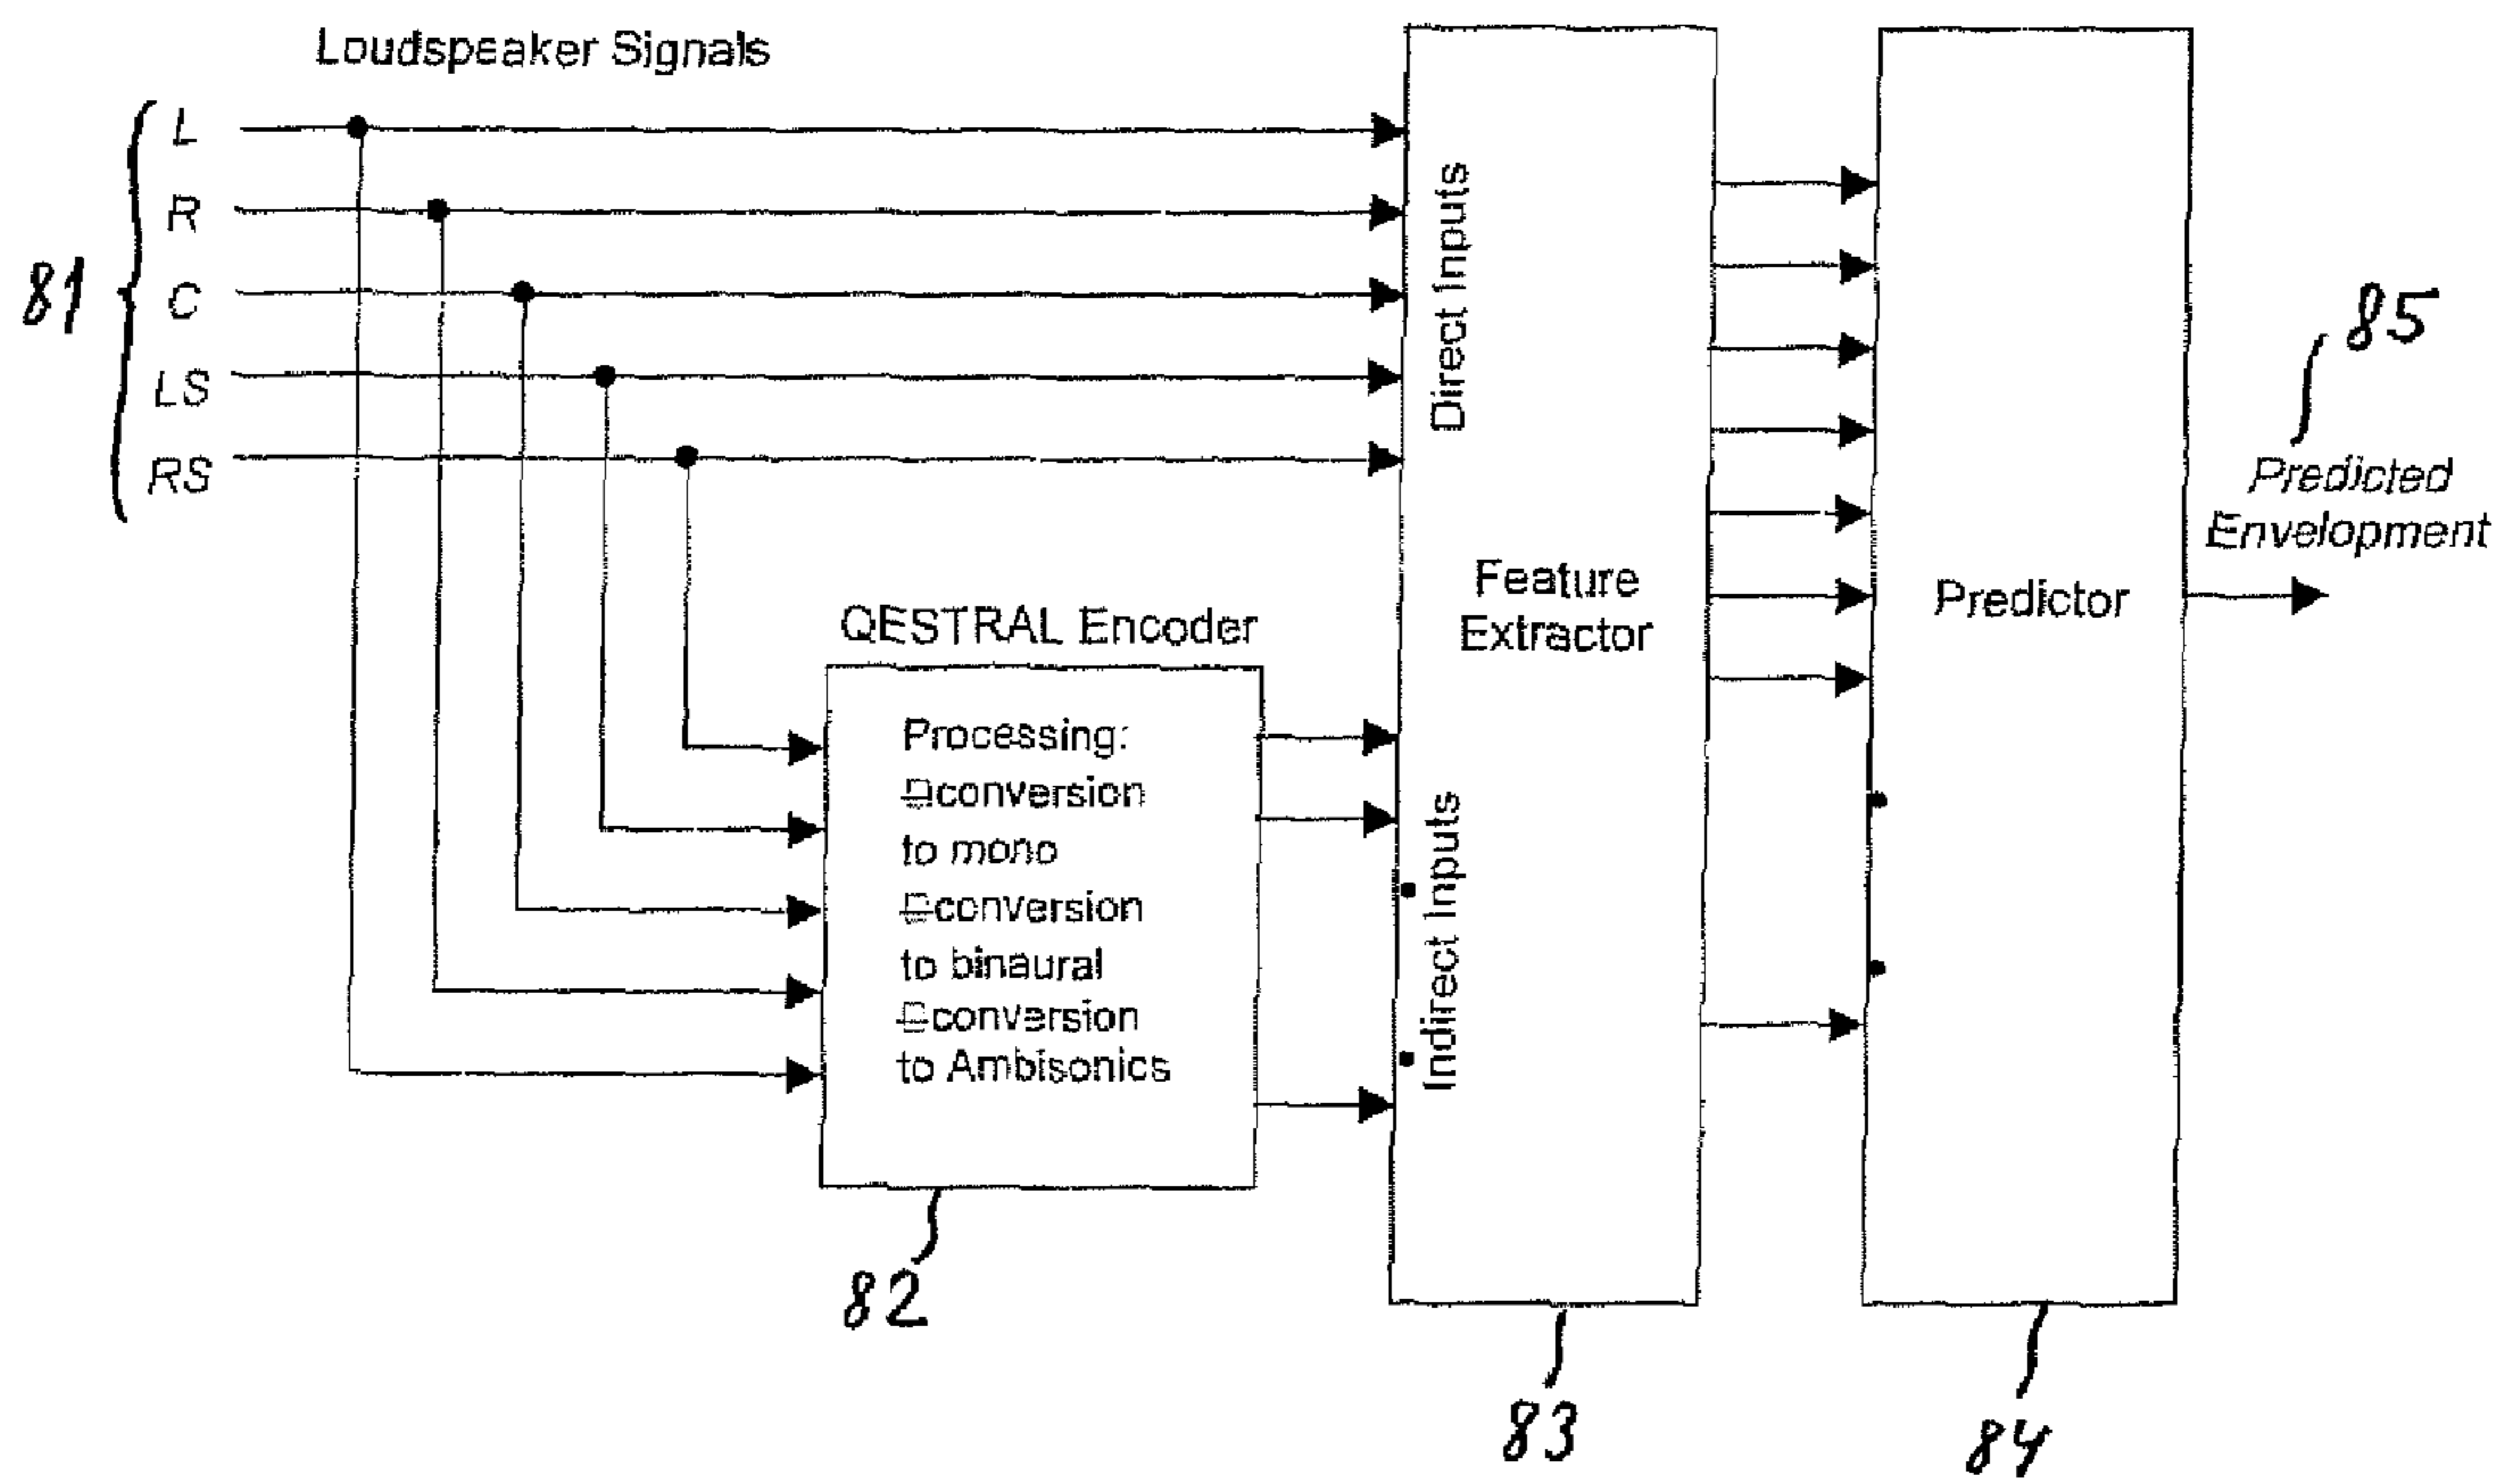 Loudspeaker Signals
L
R
C
LS
RS
81
QESTRAL Encoder
Processing:
conversion
to mono
conversion
to binaural
conversion
to Ambisonics
82
Direct Inputs
Indirect Inputs
Feature
Extractor
83
Predictor
84
85
Predicted
Envelopment